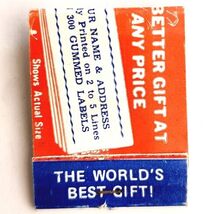 BETTER GIFT AT
ANY PRICE
UR NAME & ADDRESS
y Printed on 2 to 5 Lines
300 GUMMED LABELS
Shows Actual Size
THE WORLD'S
BEST GIFT!